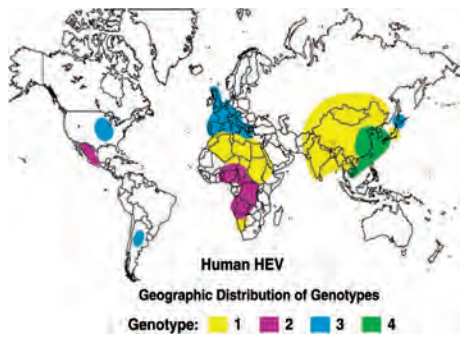 Human HEV
Geographic Distribution of Genotypes
Genotype: 1 2 3 4